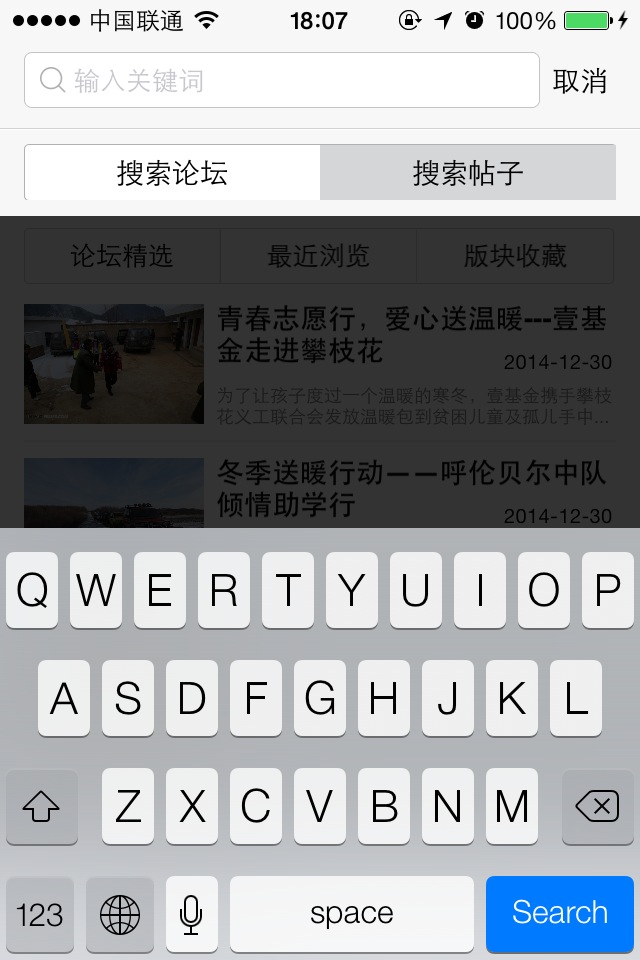 中国联通 18:07 100%
输入关键词 取消
搜索论坛 搜索帖子
论坛精选 最近浏览 版块收藏
青春志愿行，爱心送温暖---壹基
金走进攀枝花
2014-12-30
为了让孩子度过一个温暖的寒冬，壹基金携手攀枝
花义工联合会发放温暖包到贫困儿童及孤儿手中...
冬季送暖行动——呼伦贝尔中队
倾情助学行
2014-12-30
Q W E R T Y U I O P
A S D F G H J K L
Z X C V B N M
123 space Search